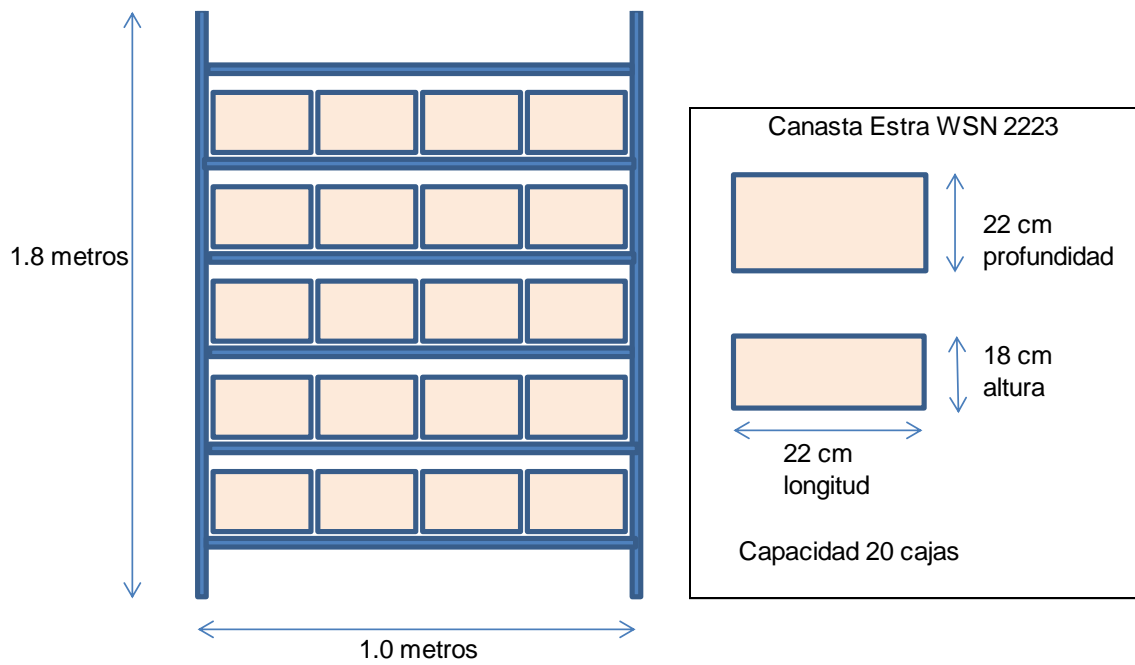 1.8 metros
1.0 metros
Canasta Estra WSN 2223
22 cm
profundidad
18 cm
altura
22 cm
longitud
Capacidad 20 cajas